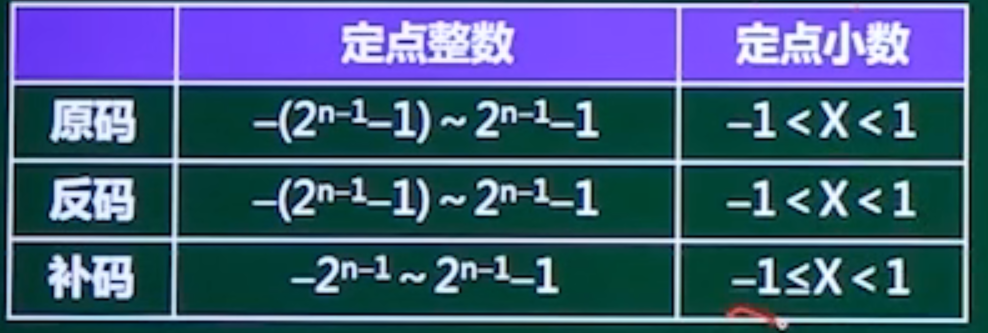 定点整数 定点小数
原码 –(2ⁿ⁻¹–1) ~ 2ⁿ⁻¹–1 –1 < X < 1
反码 –(2ⁿ⁻¹–1) ~ 2ⁿ⁻¹–1 –1 < X < 1
补码 –2ⁿ⁻¹ ~ 2ⁿ⁻¹–1 –1≤X < 1